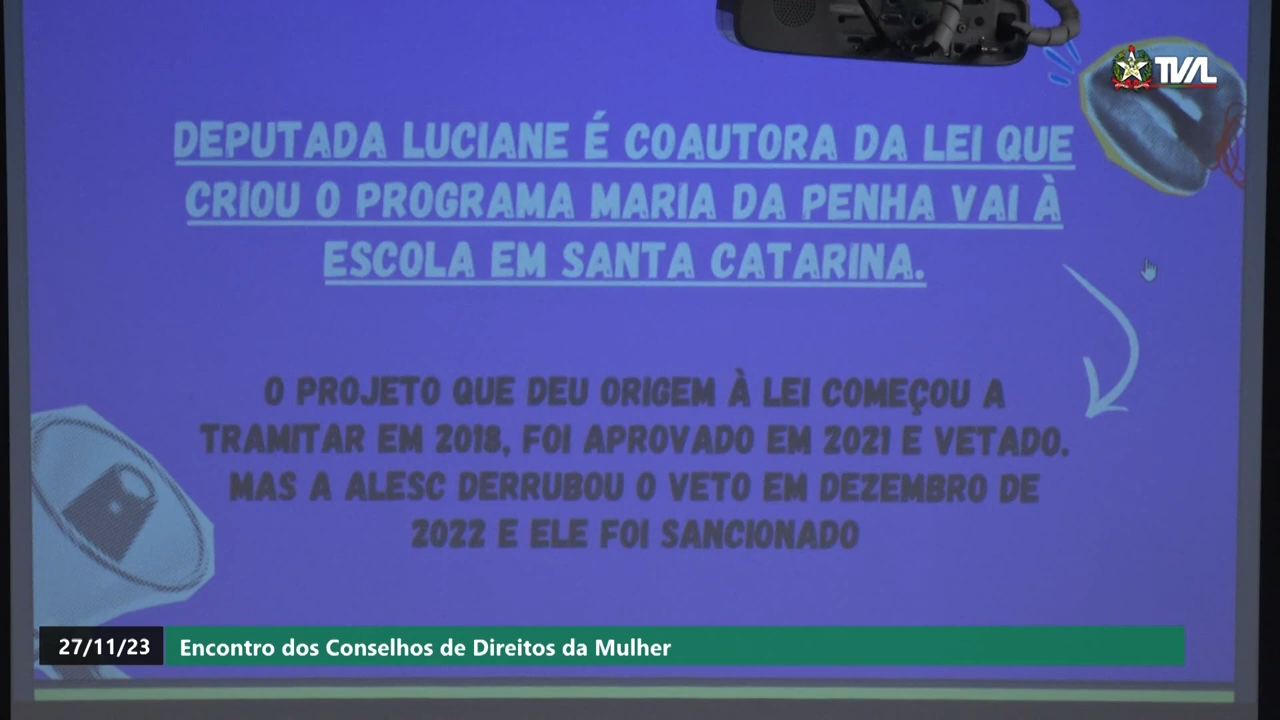 TVAL
DEPUTADA LUCIANE É COAUTORA DA LEI QUE
CRIOU O PROGRAMA MARIA DA PENHA VAI À
ESCOLA EM SANTA CATARINA.
O PROJETO QUE DEU ORIGEM À LEI COMEÇOU A
TRAMITAR EM 2018, FOI APROVADO EM 2021 E VETADO.
MAS A ALESC DERRUBOU O VETO EM DEZEMBRO DE
2022 E ELE FOI SANCIONADO
27/11/23 Encontro dos Conselhos de Direitos da Mulher